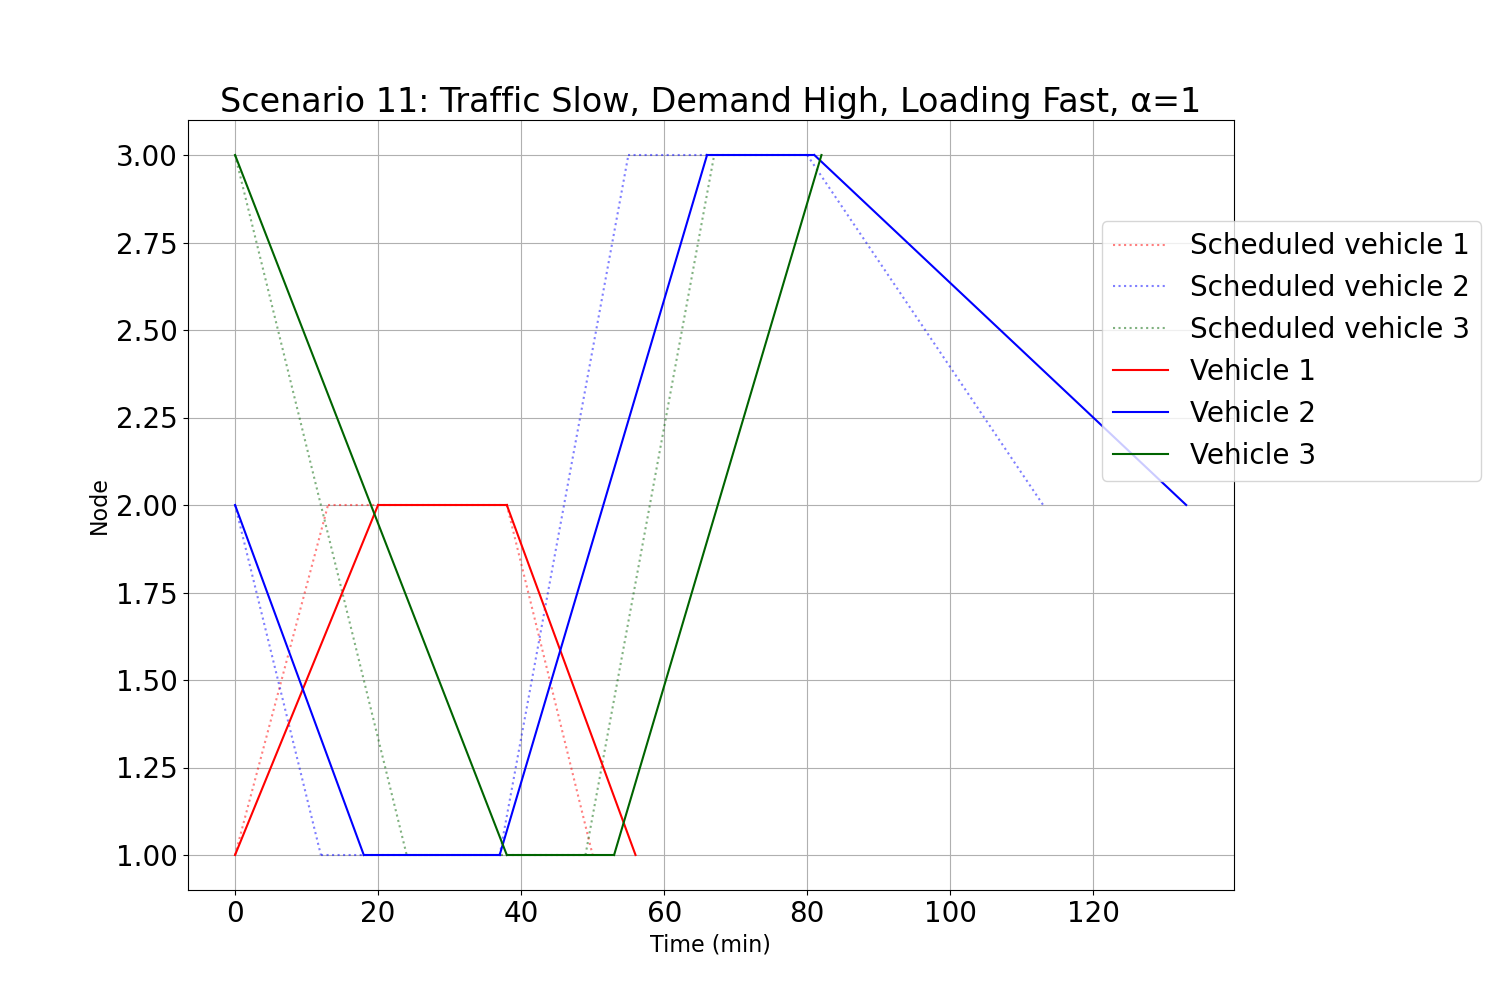 Scenario 11: Traffic Slow, Demand High, Loading Fast, α=1
3.00
2.75
2.50
2.25
2.00
1.75
1.50
1.25
1.00
Node
0 20 40 60 80 100 120
Time (min)
Scheduled vehicle 1
Scheduled vehicle 2
Scheduled vehicle 3
Vehicle 1
Vehicle 2
Vehicle 3